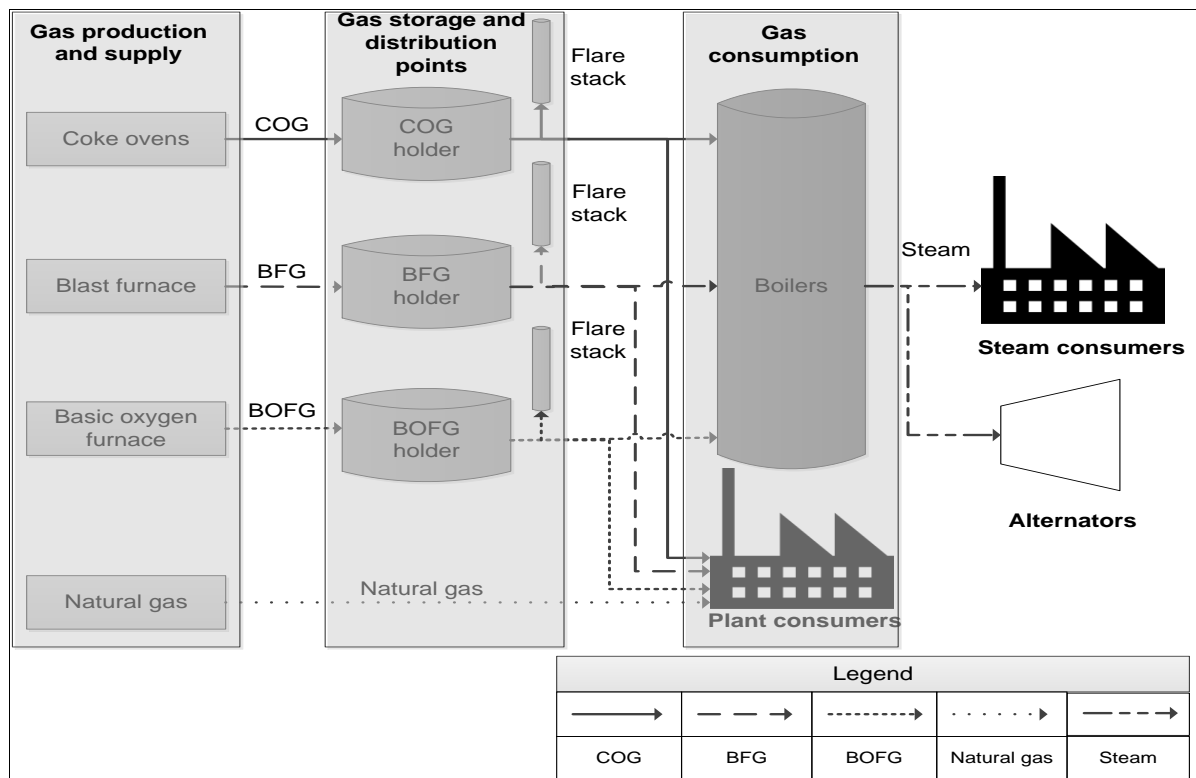 Gas production
and supply
Gas storage and
distribution
points
Gas
consumption
Flare
stack
Coke ovens
COG
COG
holder
Flare
stack
Blast furnace
BFG
BFG
holder
Boilers
Steam
Steam consumers
Flare
stack
Basic oxygen
furnace
BOFG
BOFG
holder
Alternators
Natural gas
Natural gas
Plant consumers
Legend
COG
BFG
BOFG
Natural gas
Steam